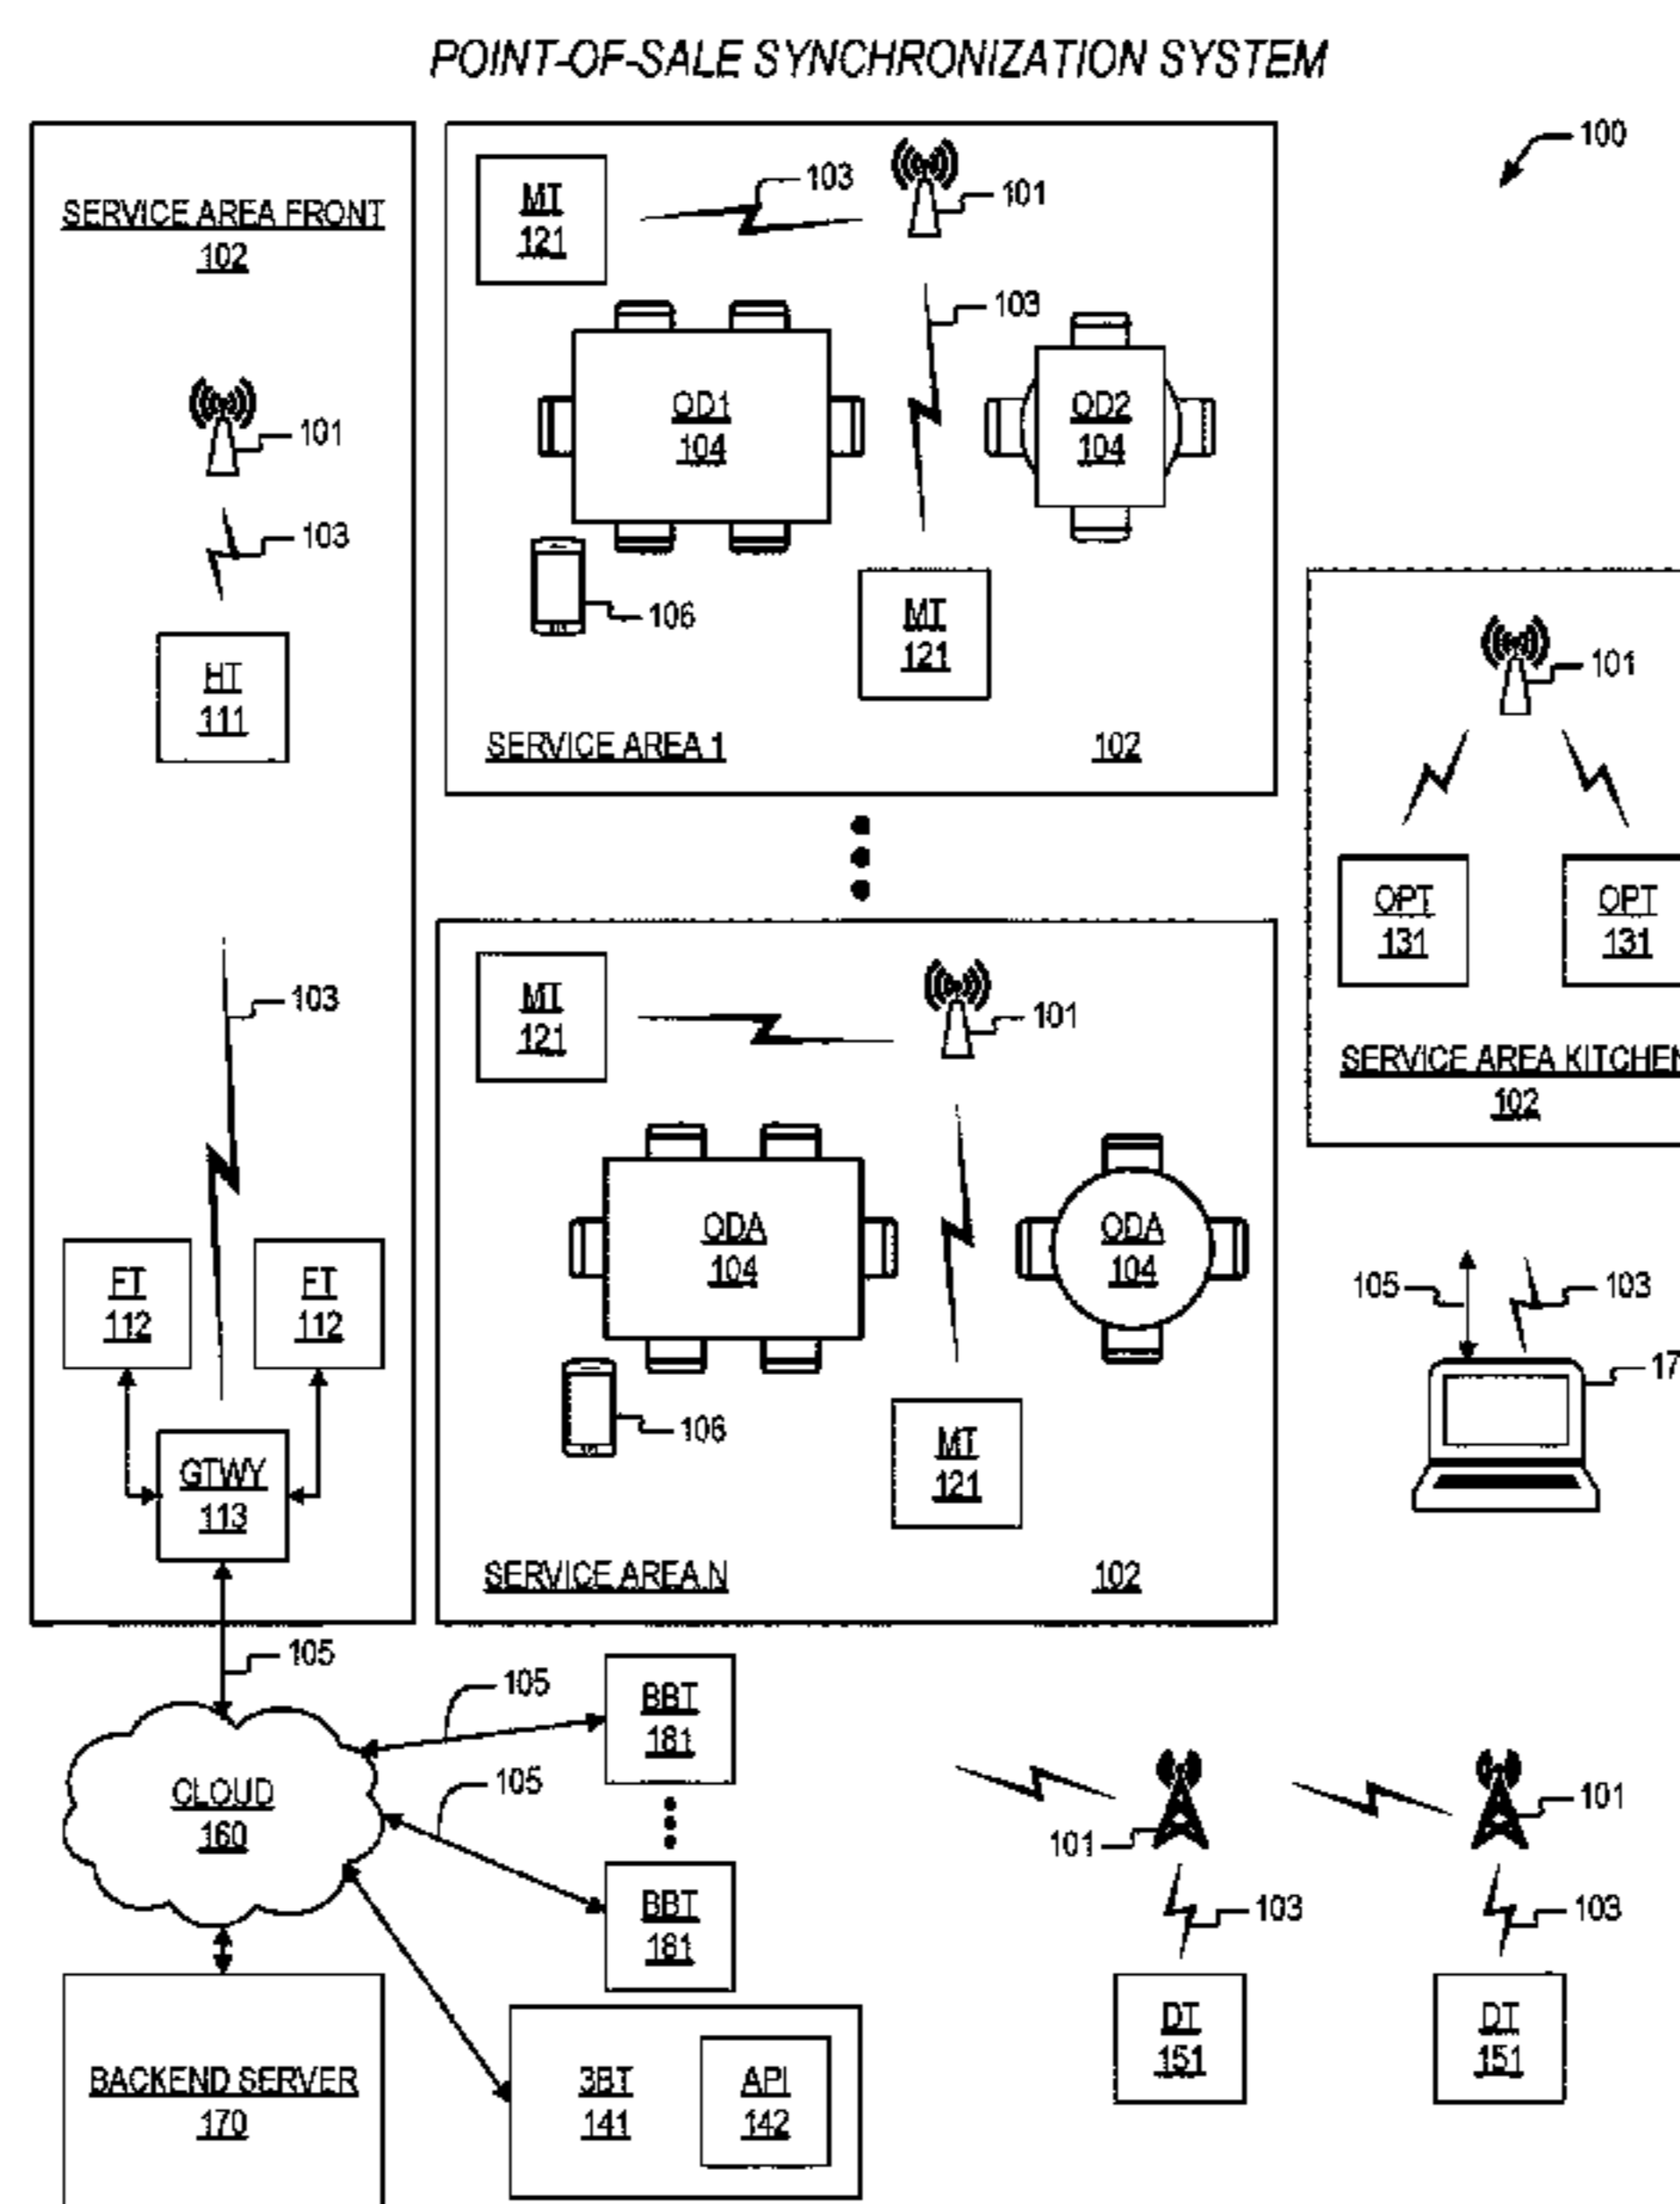 POINT-OF-SALE SYNCHRONIZATION SYSTEM
100
SERVICE AREA FRONT
102
101
103
HT
111
103
FT
112
FT
112
GTWY
113
105
MT
121
103
101
103
OD1
104
OD2
104
106
MT
121
SERVICE AREA 1
102
MT
121
101
ODA
104
ODA
104
106
MT
121
SERVICE AREA N
102
101
OPT
131
OPT
131
SERVICE AREA KITCHEN
102
105
103
17
CLOUD
160
105
BBT
181
105
BBT
181
BACKEND SERVER
170
3BT
141
API
142
101
101
103
103
DT
151
DT
151